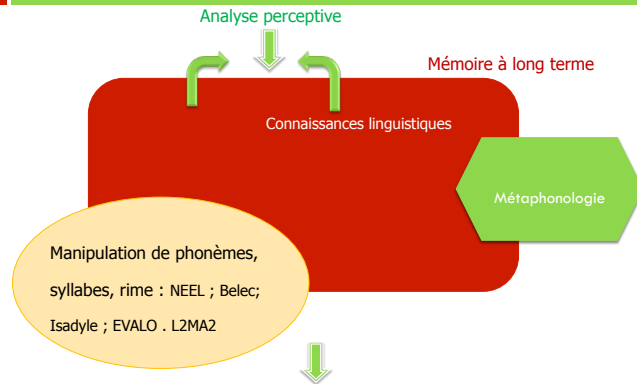 Analyse perceptive
Mémoire à long terme
Connaissances linguistiques
Métaphonologie
Manipulation de phonèmes,
syllabes, rime : NEEL ; Belec;
Isadyle ; EVALO . L2MA2